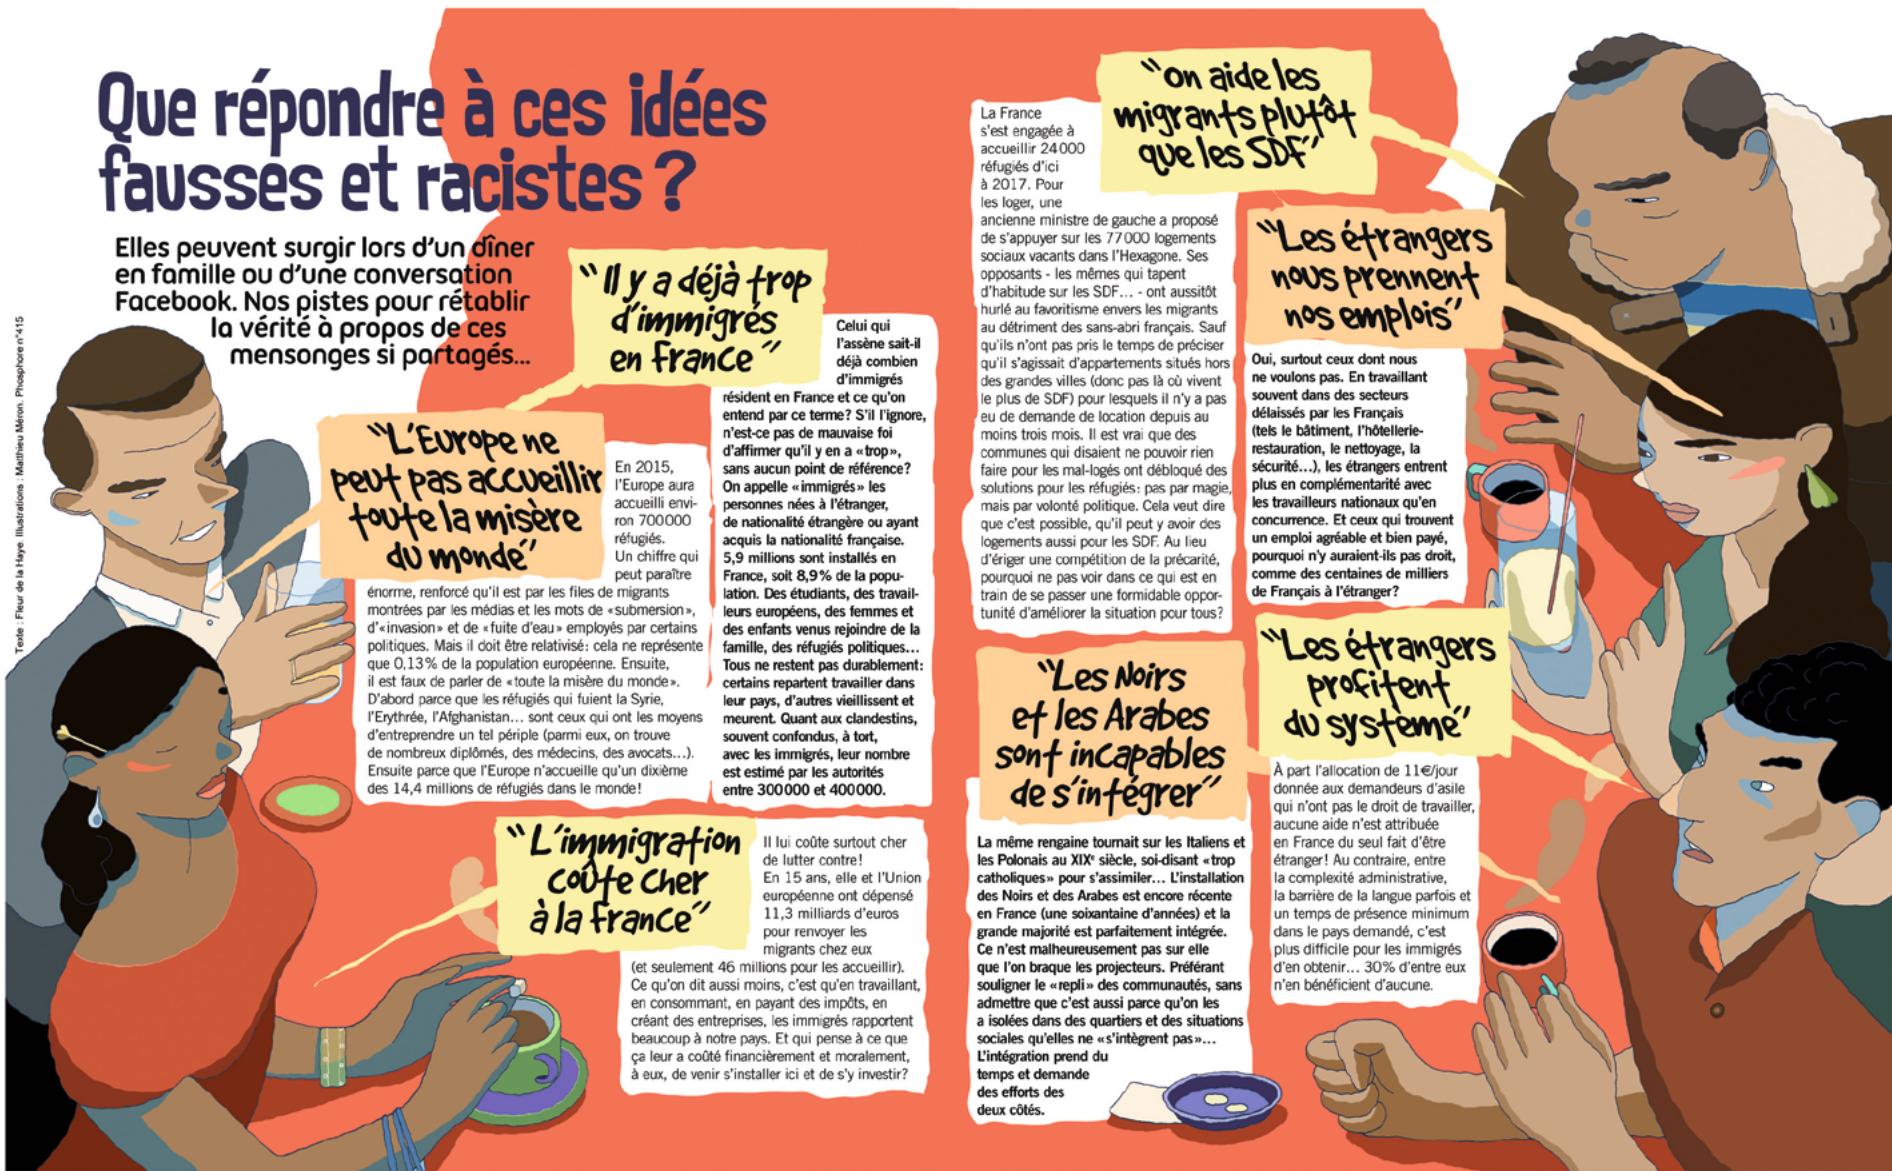 Que répondre à ces idées
fausses et racistes ?
Elles peuvent surgir lors d'un dîner
en famille ou d'une conversation
Facebook. Nos pistes pour rétablir
la vérité à propos de ces
mensonges si partagés...
Texte : Fleur de la Haye. Illustrations : Matthieu Méron. Phosphore n°415
"Il y a déjà trop
d'immigrés
en France"
Celui qui
l'assène sait-il
déjà combien
d'immigrés
résident en France et ce qu'on
entend par ce terme? S'il l'ignore,
n'est-ce pas de mauvaise foi
d'affirmer qu'il y en a «trop»,
sans aucun point de référence?
On appelle «immigrés» les
personnes nées à l'étranger,
de nationalité étrangère ou ayant
acquis la nationalité française.
5,9 millions sont installés en
France, soit 8,9% de la popu-
lation. Des étudiants, des travail-
leurs européens, des femmes et
des enfants venus rejoindre de la
famille, des réfugiés politiques...
Tous ne restent pas durablement:
certains repartent travailler dans
leur pays, d'autres vieillissent et
meurent. Quant aux clandestins,
souvent confondus, à tort,
avec les immigrés, leur nombre
est estimé par les autorités
entre 300000 et 400000.
"L'Europe ne
peut pas accueillir
toute la misère
du monde"
En 2015,
l'Europe aura
accueilli envi-
ron 700000
réfugiés.
Un chiffre qui
peut paraître
énorme, renforcé qu'il est par les files de migrants
montrées par les médias et les mots de «submersion»,
d'«invasion» et de «fuite d'eau» employés par certains
politiques. Mais il doit être relativisé: cela ne représente
que 0,13% de la population européenne. Ensuite,
il est faux de parler de «toute la misère du monde».
D'abord parce que les réfugiés qui fuient la Syrie,
l'Erythrée, l'Afghanistan... sont ceux qui ont les moyens
d'entreprendre un tel périple (parmi eux, on trouve
de nombreux diplômés, des médecins, des avocats...).
Ensuite parce que l'Europe n'accueille qu'un dixième
des 14,4 millions de réfugiés dans le monde!
"L'immigration
coûte cher
à la France"
Il lui coûte surtout cher
de lutter contre!
En 15 ans, elle et l'Union
européenne ont dépensé
11,3 milliards d'euros
pour renvoyer les
migrants chez eux
(et seulement 46 millions pour les accueillir).
Ce qu'on dit aussi moins, c'est qu'en travaillant,
en consommant, en payant des impôts, en
créant des entreprises, les immigrés rapportent
beaucoup à notre pays. Et qui pense à ce que
ça leur a coûté financièrement et moralement,
à eux, de venir s'installer ici et de s'y investir?
"On aide les
migrants plutôt
que les SDF"
La France
s'est engagée à
accueillir 24000
réfugiés d'ici
à 2017. Pour
les loger, une
ancienne ministre de gauche a proposé
de s'appuyer sur les 77000 logements
sociaux vacants dans l'Hexagone. Ses
opposants - les mêmes qui tapent
d'habitude sur les SDF... - ont aussitôt
hurlé au favoritisme envers les migrants
au détriment des sans-abri français. Sauf
qu'ils n'ont pas pris le temps de préciser
qu'il s'agissait d'appartements situés hors
des grandes villes (donc pas là où vivent
le plus de SDF) pour lesquels il n'y a pas
eu de demande de location depuis au
moins trois mois. Il est vrai que des
communes qui disaient ne pouvoir rien
faire pour les mal-logés ont débloqué des
solutions pour les réfugiés: pas par magie,
mais par volonté politique. Cela veut dire
que c'est possible, qu'il peut y avoir des
logements aussi pour les SDF. Au lieu
d'ériger une compétition de la précarité,
pourquoi ne pas voir dans ce qui est en
train de se passer une formidable oppor-
tunité d'améliorer la situation pour tous?
"Les étrangers
nous prennent
nos emplois"
Oui, surtout ceux dont nous
ne voulons pas. En travaillant
souvent dans des secteurs
délaissés par les Français
(tels le bâtiment, l'hôtellerie-
restauration, le nettoyage, la
sécurité...), les étrangers entrent
plus en complémentarité avec
les travailleurs nationaux qu'en
concurrence. Et ceux qui trouvent
un emploi agréable et bien payé,
pourquoi n'y auraient-ils pas droit,
comme des centaines de milliers
de Français à l'étranger?
"Les Noirs
et les Arabes
sont incapables
de s'intégrer"
La même rengaine tournait sur les Italiens et
les Polonais au XIXe siècle, soi-disant «trop
catholiques» pour s'assimiler... L'installation
des Noirs et des Arabes est encore récente
en France (une soixantaine d'années) et la
grande majorité est parfaitement intégrée.
Ce n'est malheureusement pas sur elle
que l'on braque les projecteurs. Préférant
souligner le «repli» des communautés, sans
admettre que c'est aussi parce qu'on les
a isolées dans des quartiers et des situations
sociales qu'elles ne «s'intègrent pas»...
L'intégration prend du
temps et demande
des efforts des
deux côtés.
"Les étrangers
profitent
du système"
À part l'allocation de 11€/jour
donnée aux demandeurs d'asile
qui n'ont pas le droit de travailler,
aucune aide n'est attribuée
en France du seul fait d'être
étranger! Au contraire, entre
la complexité administrative,
la barrière de la langue parfois et
un temps de présence minimum
dans le pays demandé, c'est
plus difficile pour les immigrés
d'en obtenir... 30% d'entre eux
n'en bénéficient d'aucune.